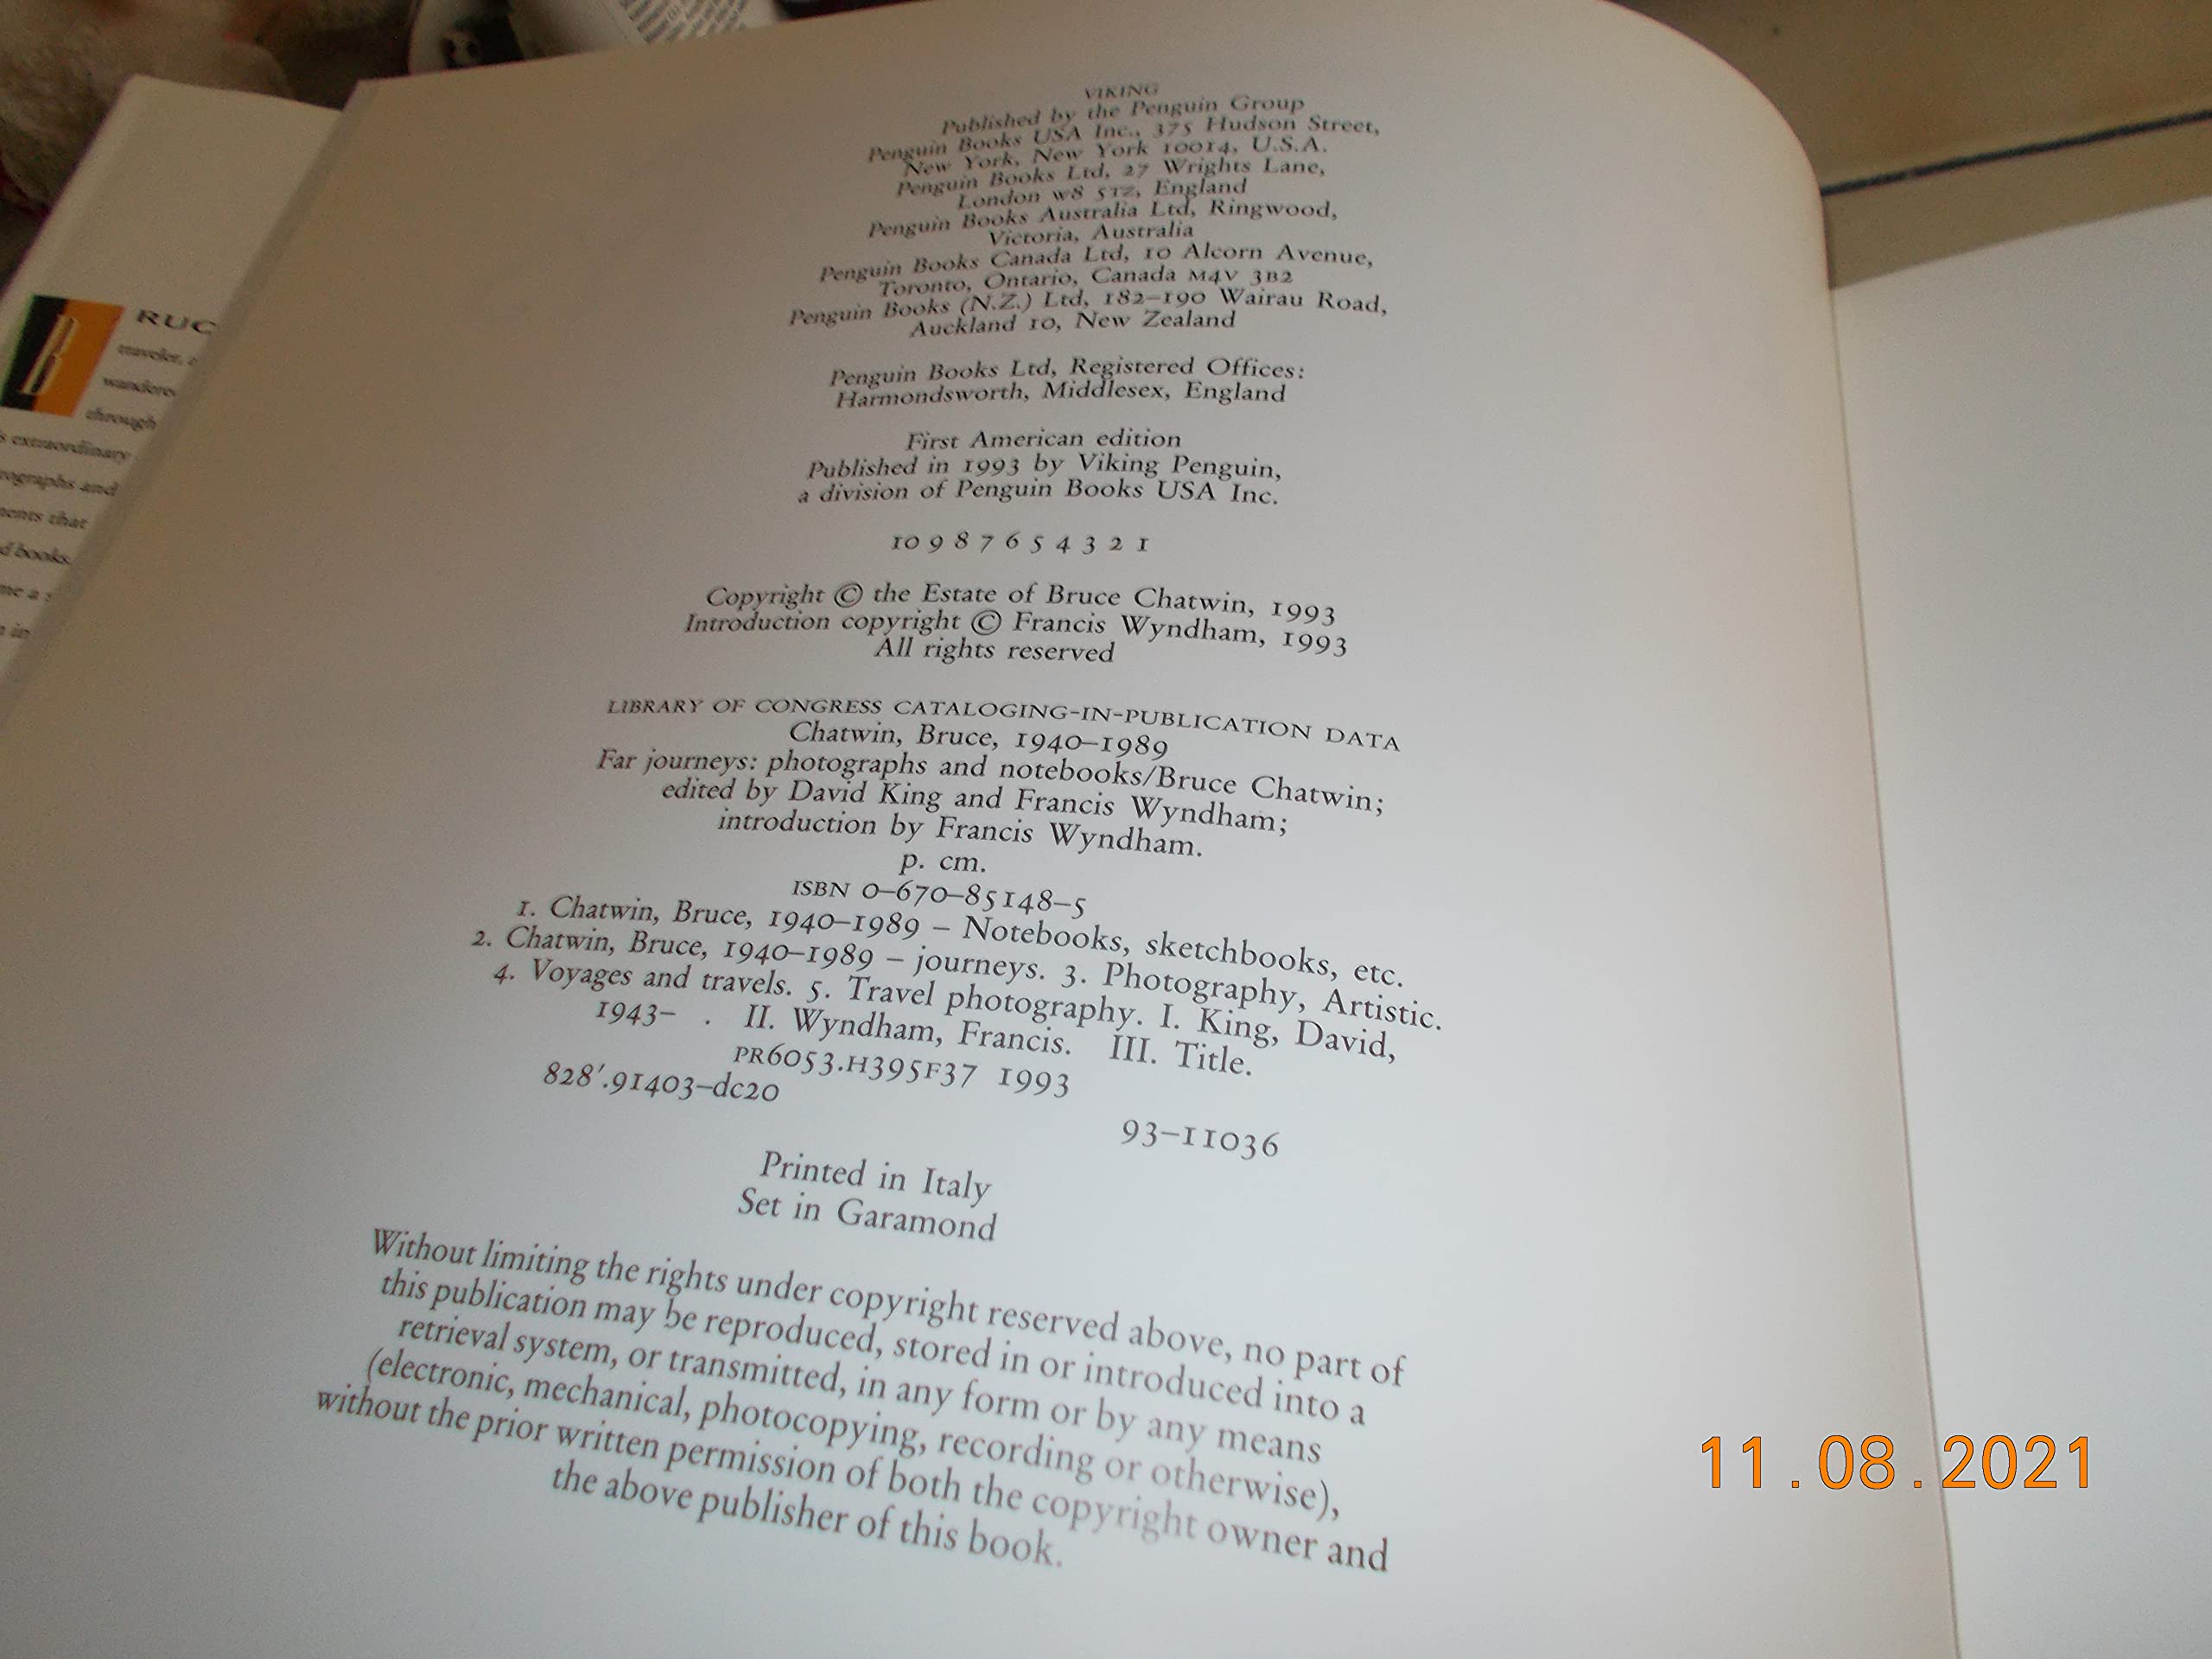 VIKING
Published by the Penguin Group
Penguin Books USA Inc., 375 Hudson Street,
New York, New York 10014, U.S.A.
Penguin Books Ltd, 27 Wrights Lane,
London W8 5TZ, England
Penguin Books Australia Ltd, Ringwood,
Victoria, Australia
Penguin Books Canada Ltd, 10 Alcorn Avenue,
Toronto, Ontario, Canada M4V 3B2
Penguin Books (N.Z.) Ltd, 182–190 Wairau Road,
Auckland 10, New Zealand
Penguin Books Ltd, Registered Offices:
Harmondsworth, Middlesex, England
First American edition
Published in 1993 by Viking Penguin,
a division of Penguin Books USA Inc.
10 9 8 7 6 5 4 3 2 1
Copyright © the Estate of Bruce Chatwin, 1993
Introduction copyright © Francis Wyndham, 1993
All rights reserved
LIBRARY OF CONGRESS CATALOGING-IN-PUBLICATION DATA
Chatwin, Bruce, 1940–1989
Far journeys: photographs and notebooks/Bruce Chatwin;
edited by David King and Francis Wyndham;
introduction by Francis Wyndham.
p. cm.
ISBN 0–670–85148–5
1. Chatwin, Bruce, 1940–1989 – Notebooks, sketchbooks, etc.
2. Chatwin, Bruce, 1940–1989 – journeys. 3. Photography, Artistic.
4. Voyages and travels. 5. Travel photography. I. King, David,
1943– . II. Wyndham, Francis. III. Title.
PR6053.H395F37 1993
828'.91403–dc20
93–11036
Printed in Italy
Set in Garamond
Without limiting the rights under copyright reserved above, no part of
this publication may be reproduced, stored in or introduced into a
retrieval system, or transmitted, in any form or by any means
(electronic, mechanical, photocopying, recording or otherwise),
without the prior written permission of both the copyright owner and
the above publisher of this book.
B
RUC
traveler,
wandere
through
extraordinary
ographs and
ents that
d books.
me a s
in
11.08.2021